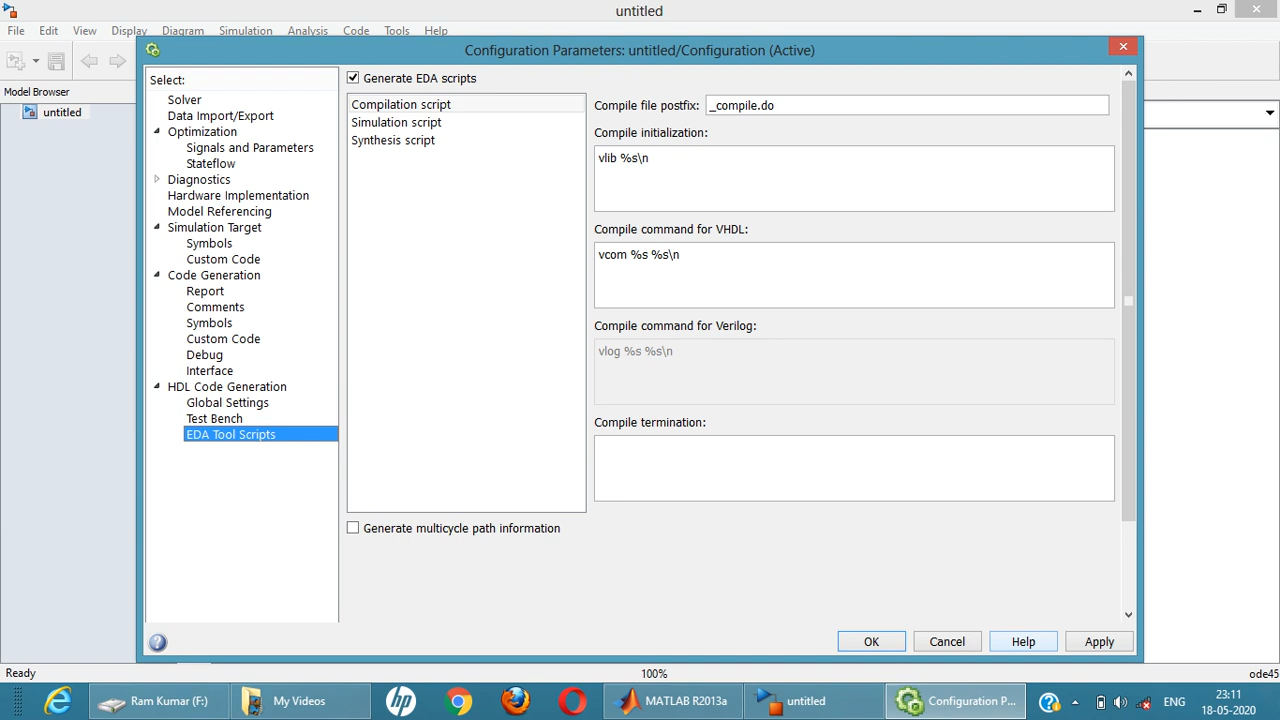 untitled
File Edit View Display Diagram Simulation Analysis Code Tools Help
Configuration Parameters: untitled/Configuration (Active)
Model Browser
untitled
Select:
Solver
Data Import/Export
Optimization
Signals and Parameters
Stateflow
Diagnostics
Hardware Implementation
Model Referencing
Simulation Target
Symbols
Custom Code
Code Generation
Report
Comments
Symbols
Custom Code
Debug
Interface
HDL Code Generation
Global Settings
Test Bench
EDA Tool Scripts
Generate EDA scripts
Compilation script
Simulation script
Synthesis script
Generate multicycle path information
Compile file postfix: _compile.do
Compile initialization:
vlib %s\n
Compile command for VHDL:
vcom %s %s\n
Compile command for Verilog:
vlog %s %s\n
Compile termination:
OK Cancel Help Apply
Ready 100% ode45
Ram Kumar (F:) My Videos MATLAB R2013a untitled Configuration P... ENG 23:11
18-05-2020